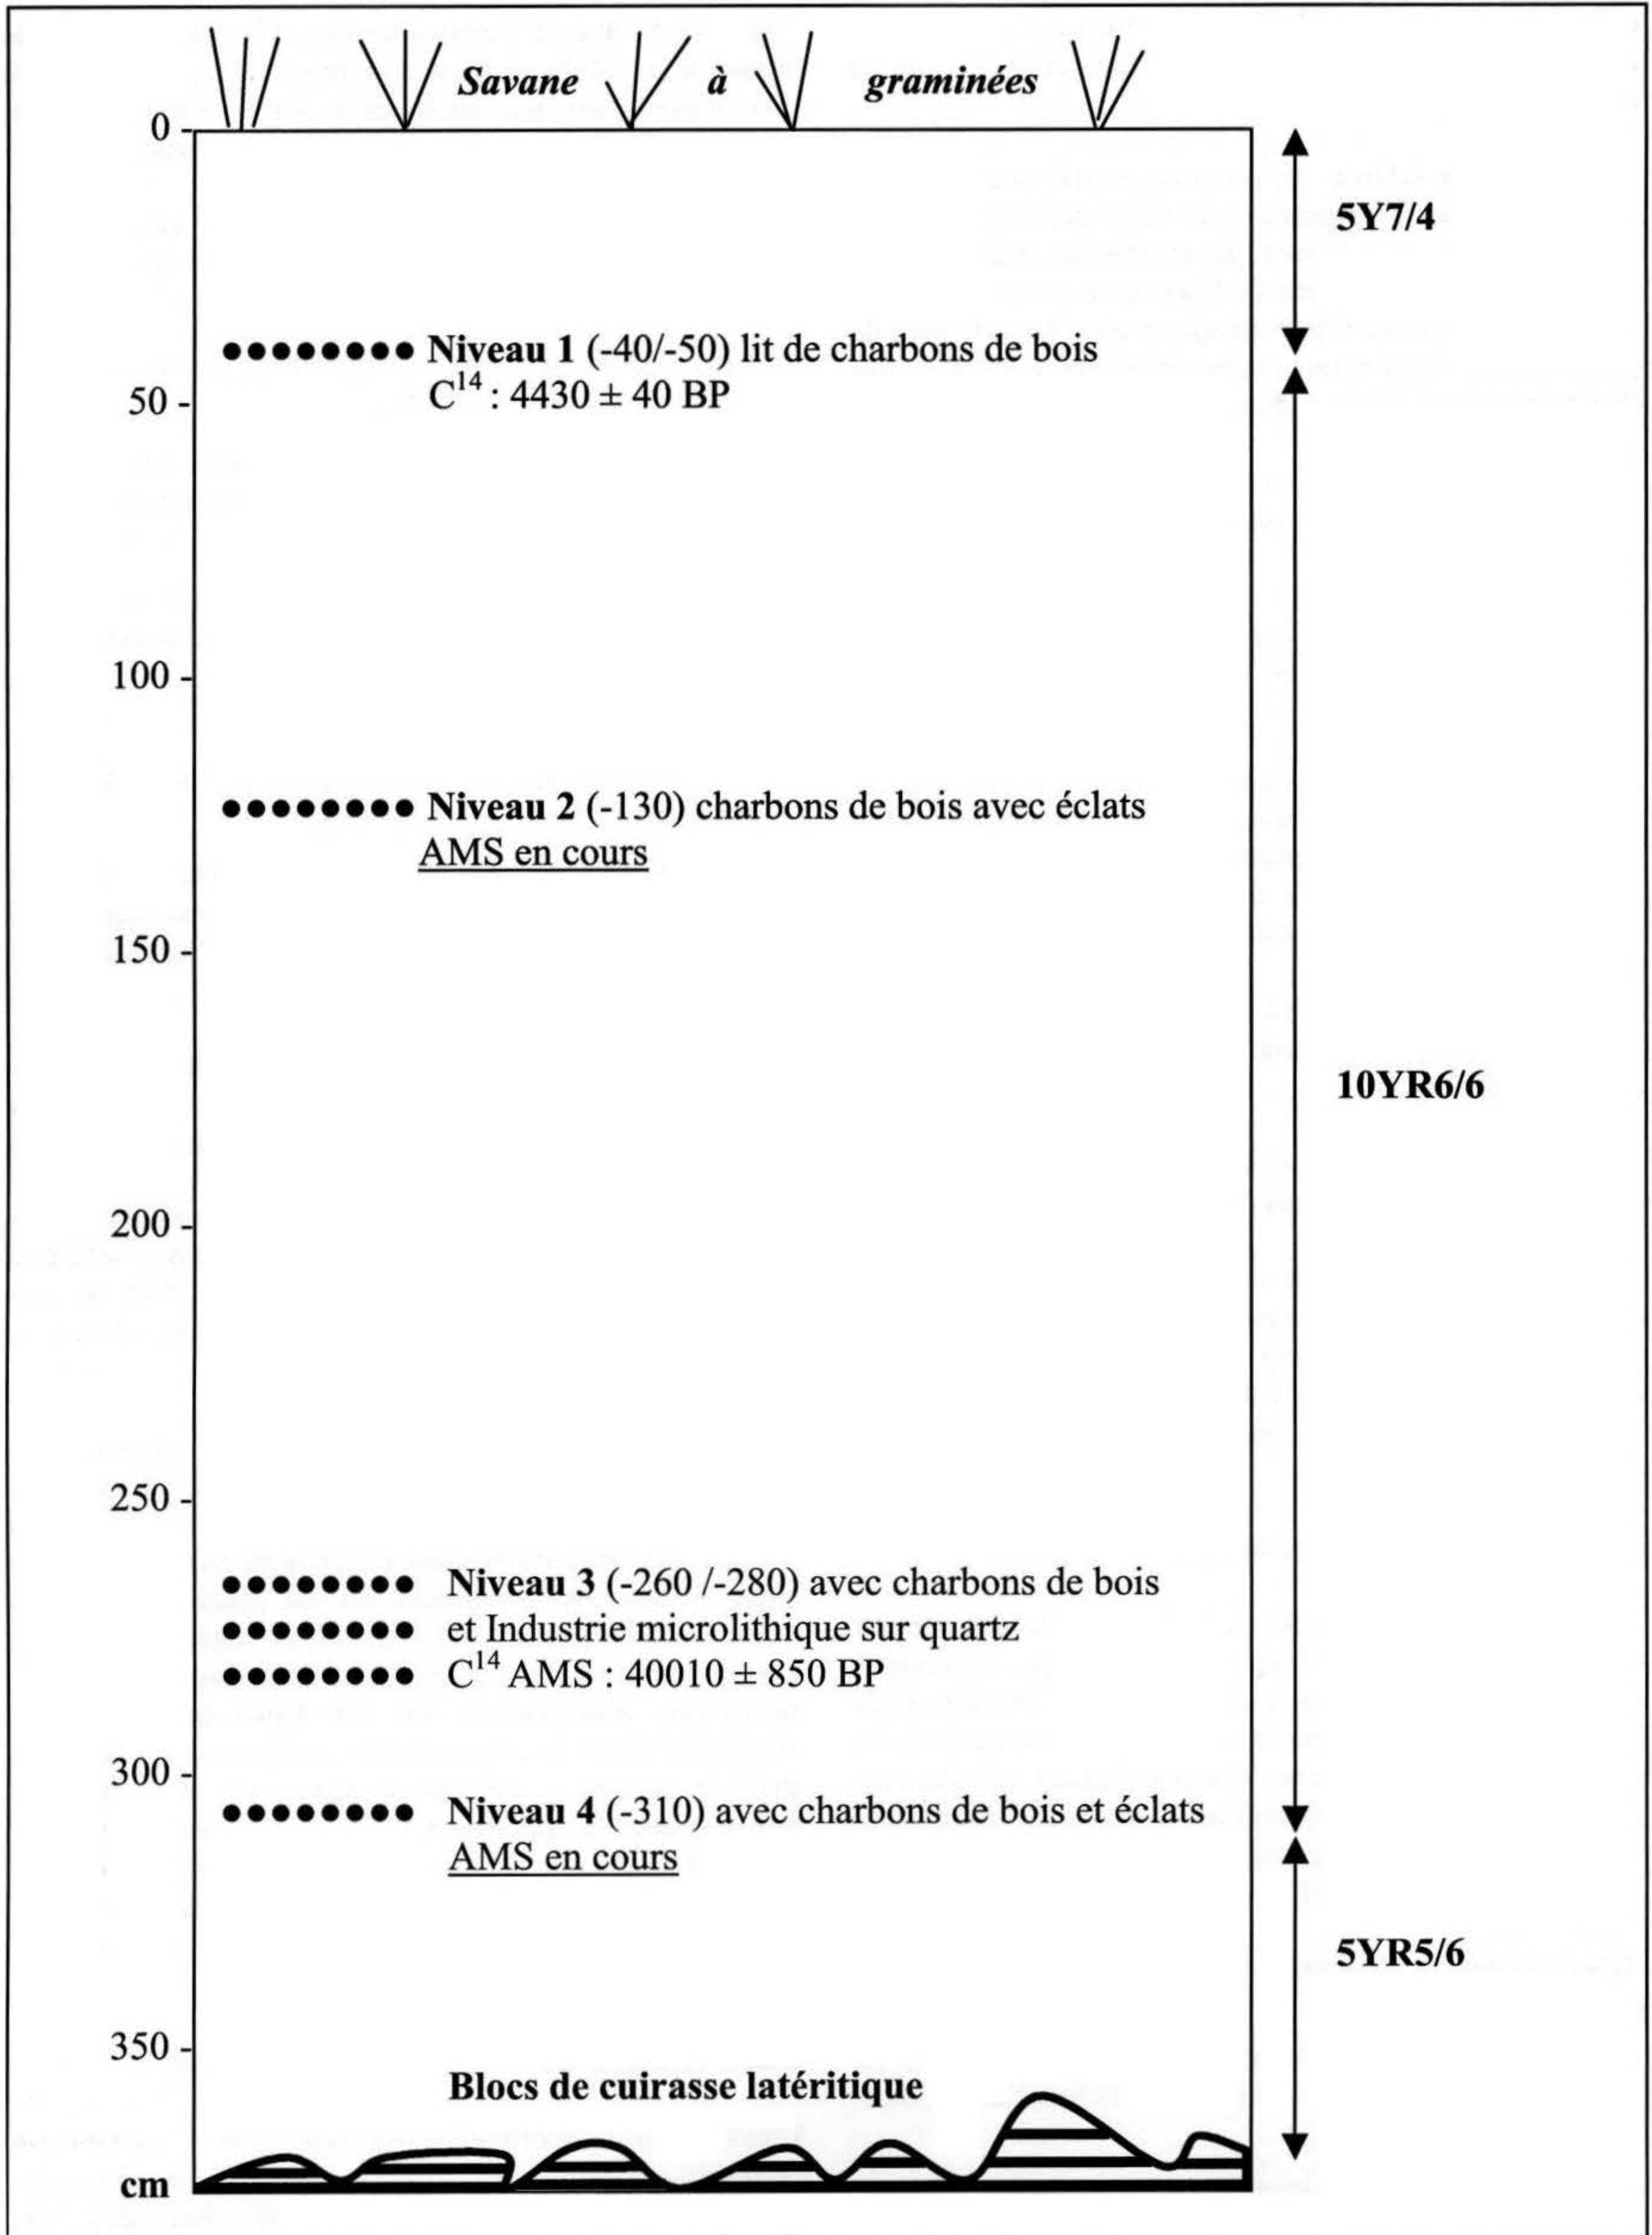 Savane à graminées
0
5Y7/4
Niveau 1 (-40/-50) lit de charbons de bois
C14 : 4430 ± 40 BP
50
100
Niveau 2 (-130) charbons de bois avec éclats
AMS en cours
150
10YR6/6
200
250
Niveau 3 (-260 /-280) avec charbons de bois
et Industrie microlithique sur quartz
C14 AMS : 40010 ± 850 BP
300
Niveau 4 (-310) avec charbons de bois et éclats
AMS en cours
5YR5/6
350
Blocs de cuirasse latéritique
cm